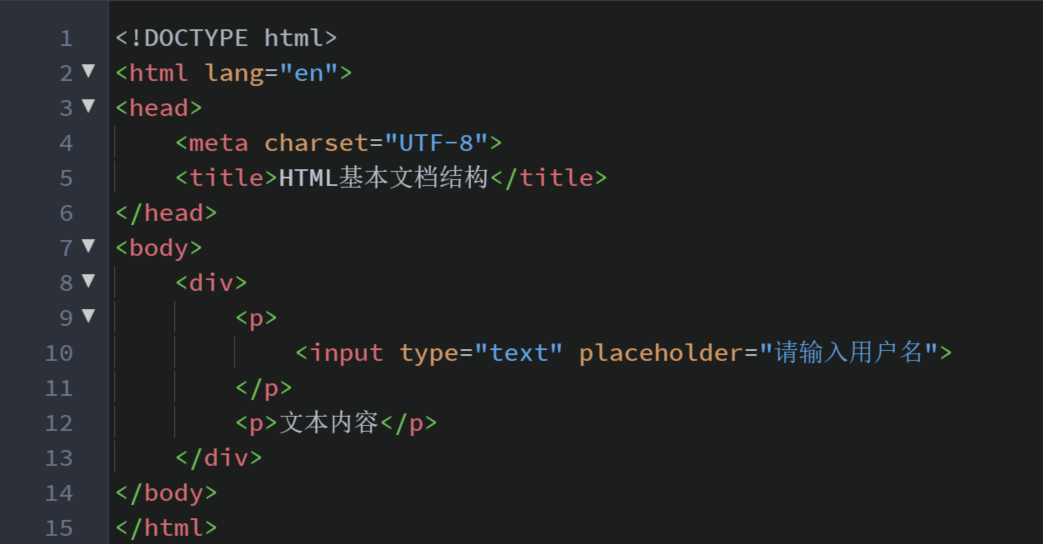 1 <!DOCTYPE html>
2 <html lang="en">
3 <head>
4 <meta charset="UTF-8">
5 <title>HTML基本文档结构</title>
6 </head>
7 <body>
8 <div>
9 <p>
10 <input type="text" placeholder="请输入用户名">
11 </p>
12 <p>文本内容</p>
13 </div>
14 </body>
15 </html>